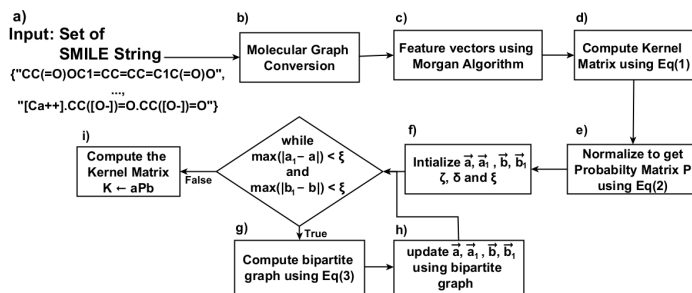 a)
Input: Set of
SMILE String
{"CC(=O)OC1=CC=CC=C1C(=O)O",
...,
"[Ca++].CC([O-])=O.CC([O-])=O"}
b)
Molecular Graph
Conversion
c)
Feature vectors using
Morgan Algorithm
d)
Compute Kernel
Matrix using Eq(1)
e)
Normalize to get
Probabilty Matrix P
using Eq(2)
f)
Intialize a⃗, a⃗₁ , b⃗, b⃗₁
ζ, δ and ξ
while
max(|a₁− a|) < ξ
and
max(|b₁ − b|) < ξ
False
True
i)
Compute the
Kernel Matrix
K ← aPb
g)
Compute bipartite
graph using Eq(3)
h)
update a⃗, a⃗₁ , b⃗, b⃗₁
using bipartite
graph